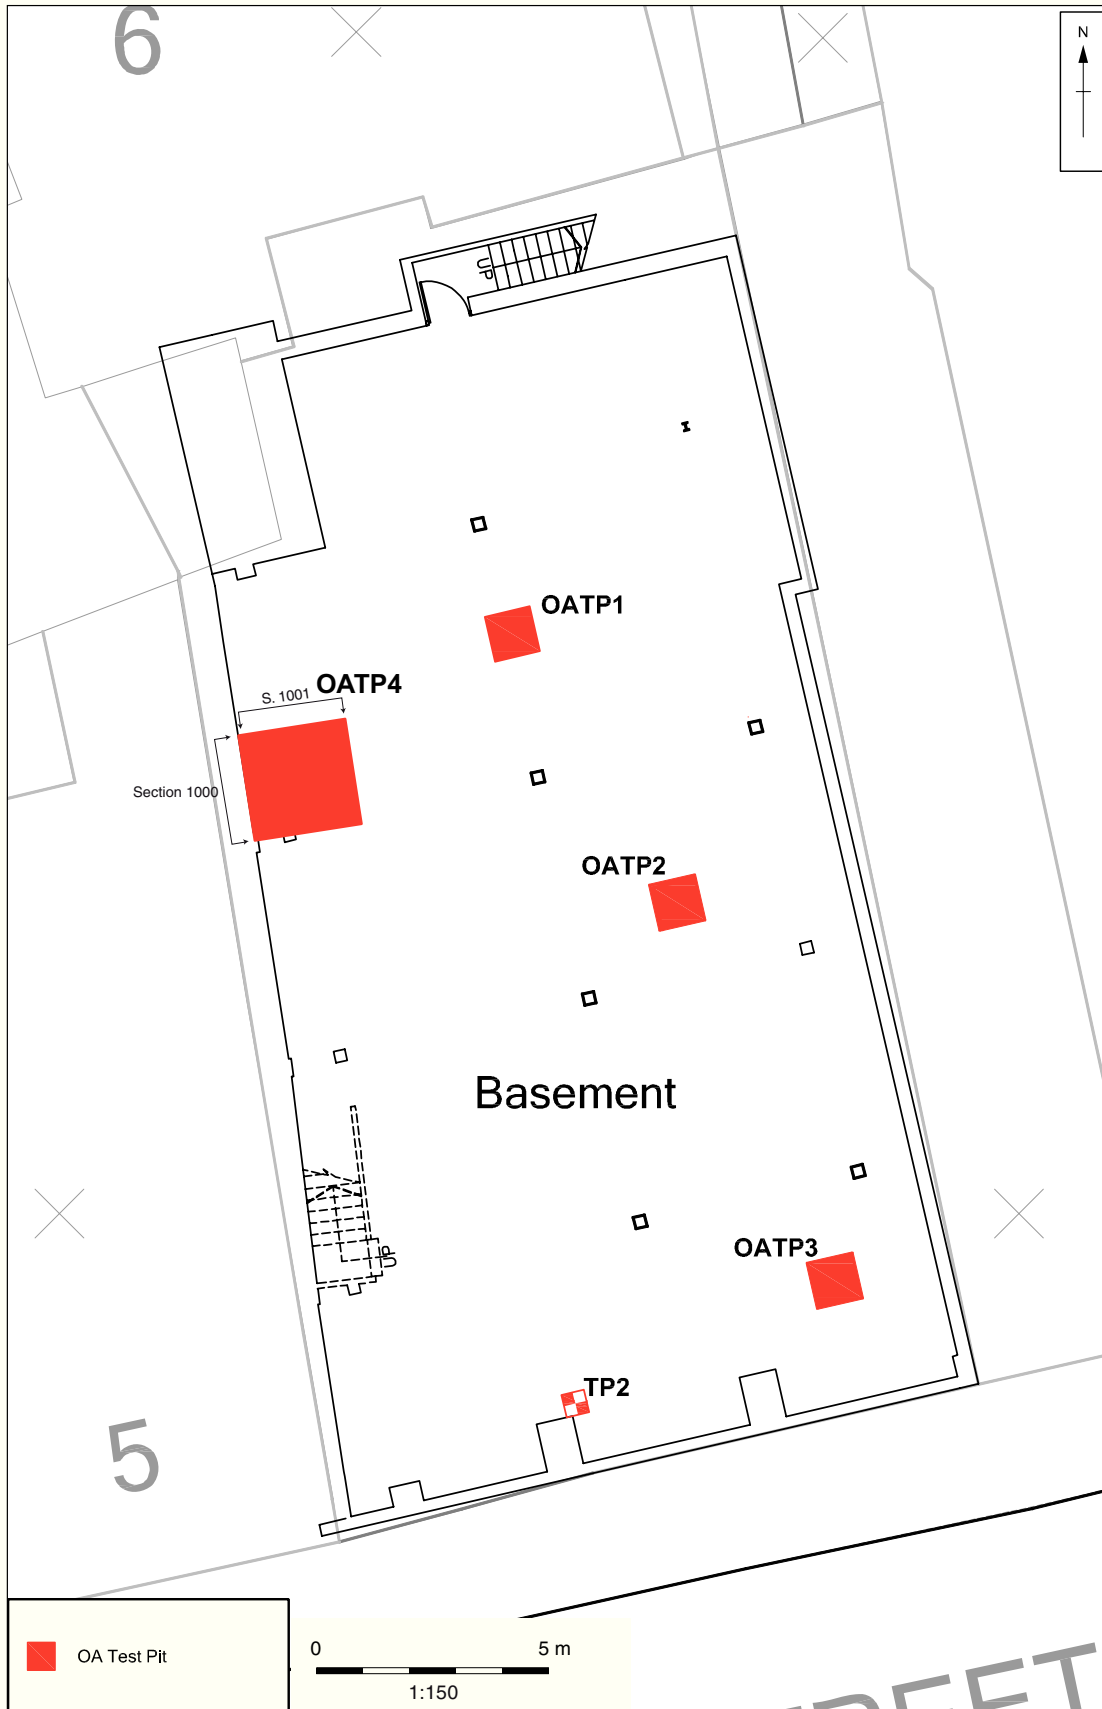 6
N
UP
OATP1
OATP4
S. 1001
Section 1000
OATP2
Basement
UP
OATP3
TP2
5
OA Test Pit
0 5 m
1:150
STREET